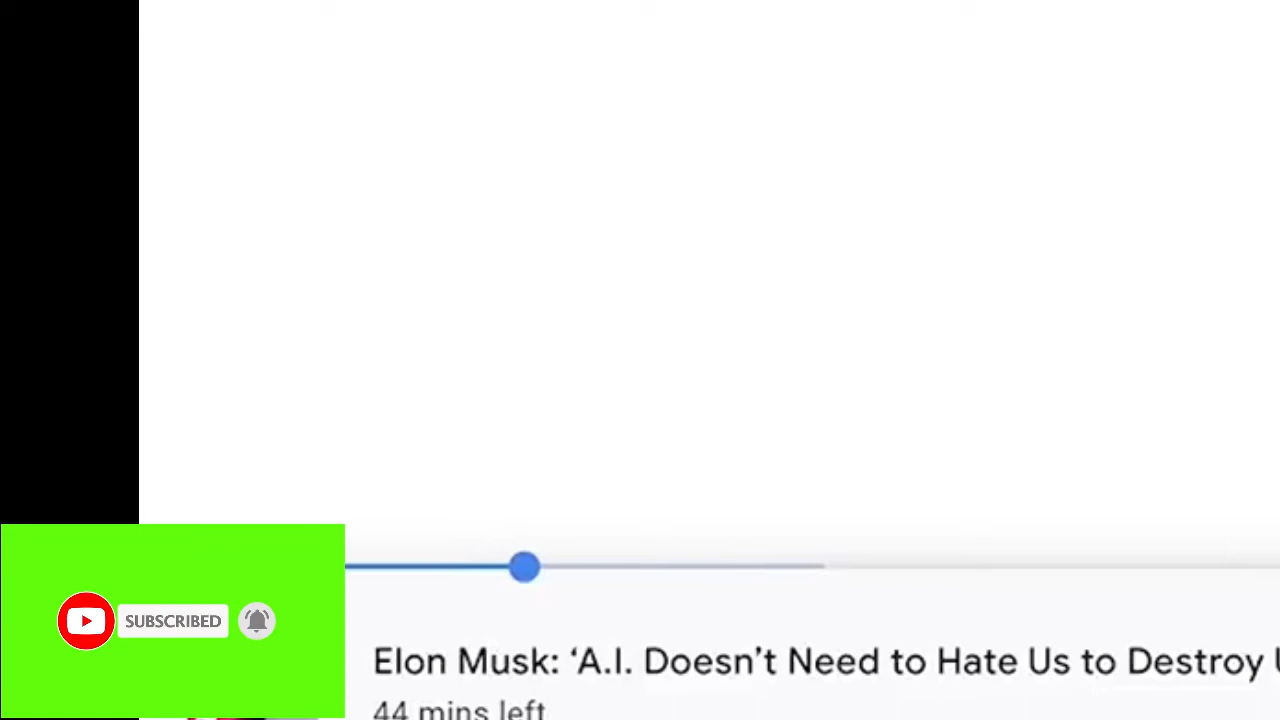 SUBSCRIBED
Elon Musk: ‘A.I. Doesn’t Need to Hate Us to Destroy
44 mins left